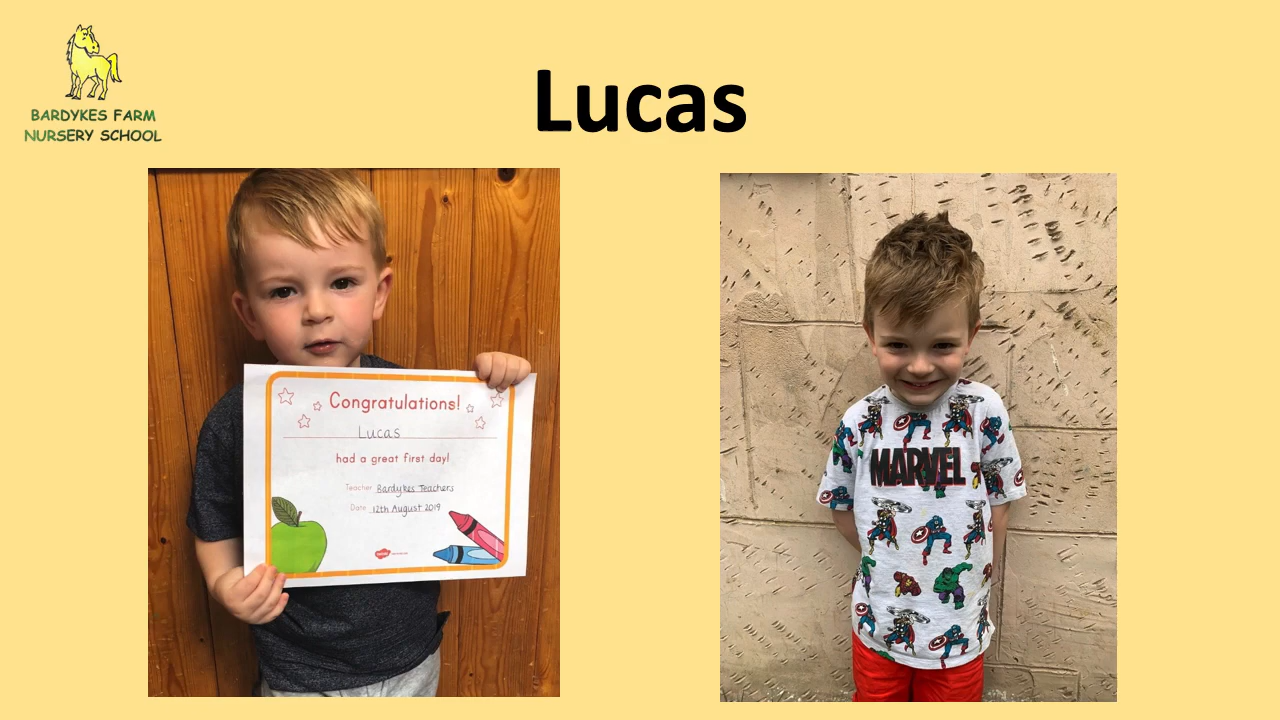 BARDYKES FARM
NURSERY SCHOOL
Lucas
Congratulations!
Lucas
had a great first day!
Teacher Bardykes Teachers
Date 12th August 2019
MARVEL